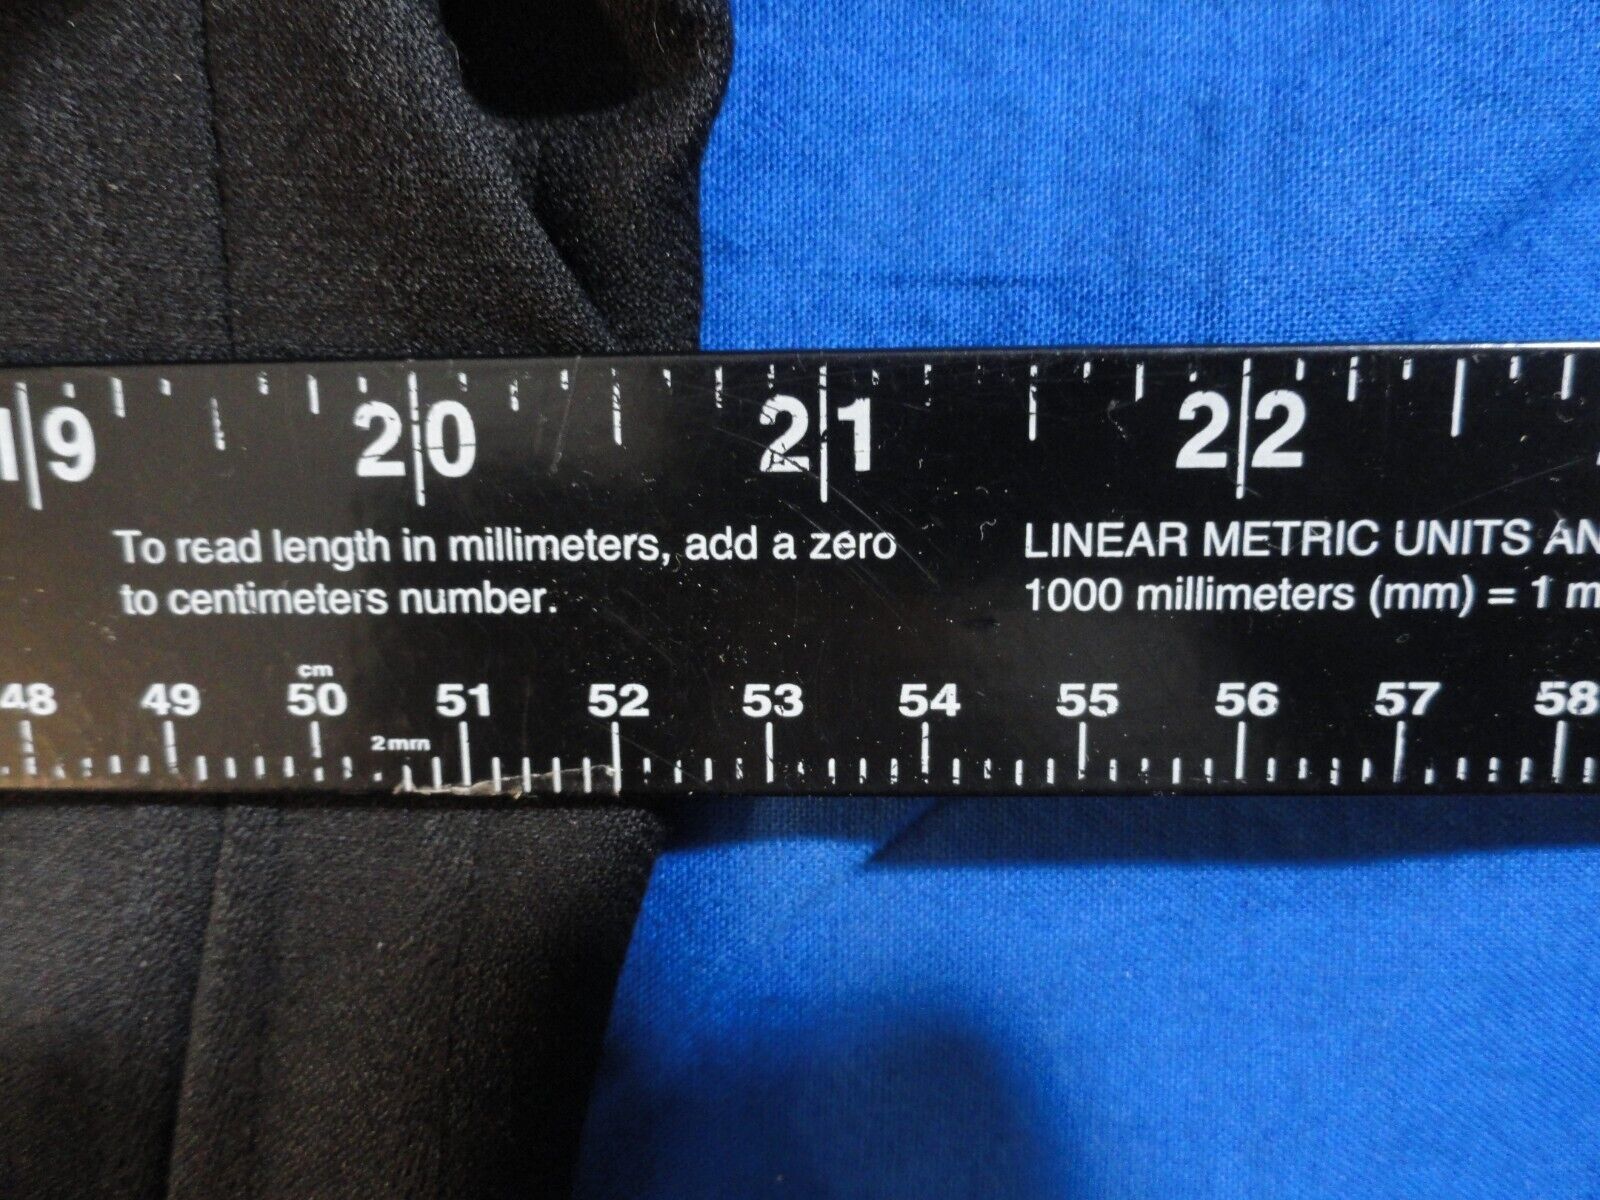 19 20 21 22
To read length in millimeters, add a zero
to centimeters number.
LINEAR METRIC UNITS
1000 millimeters (mm) = 1
cm
48 49 50 51 52 53 54 55 56 57 58
2mm